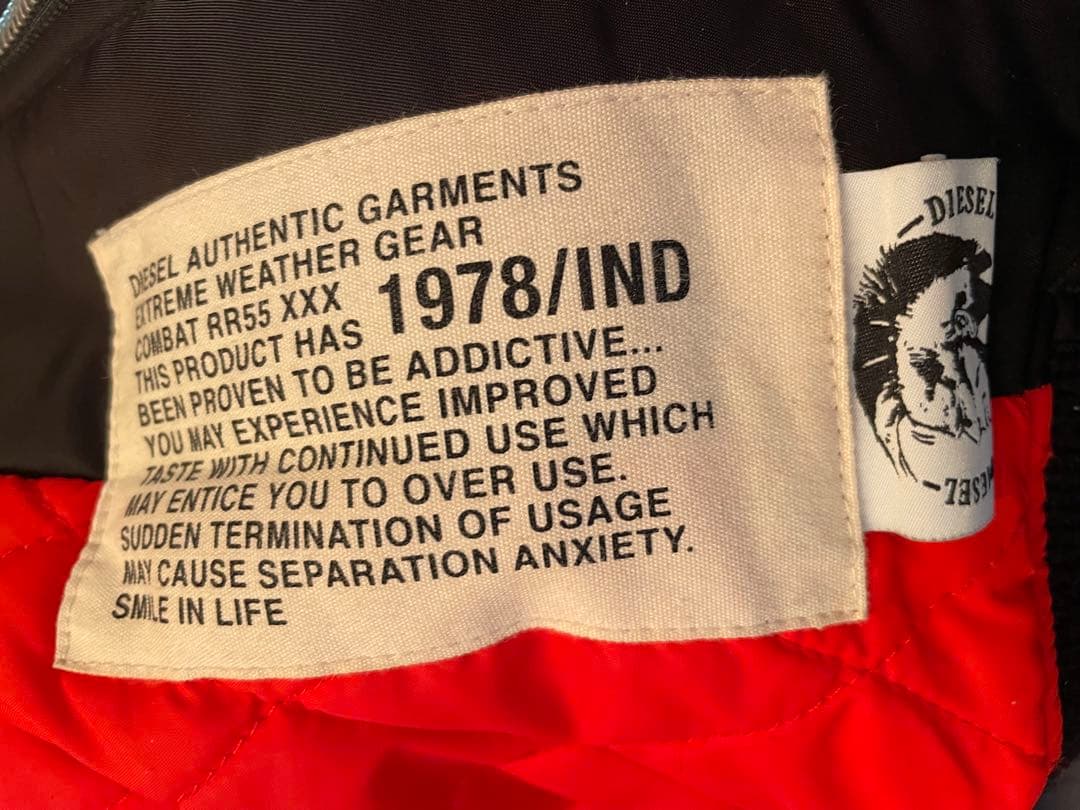 DIESEL AUTHENTIC GARMENTS
EXTREME WEATHER GEAR
COMBAT RR55 XXX
1978/IND
THIS PRODUCT HAS
BEEN PROVEN TO BE ADDICTIVE...
YOU MAY EXPERIENCE IMPROVED
TASTE WITH CONTINUED USE WHICH
MAY ENTICE YOU TO OVER USE.
SUDDEN TERMINATION OF USAGE
MAY CAUSE SEPARATION ANXIETY.
SMILE IN LIFE
DIESEL
DIESEL